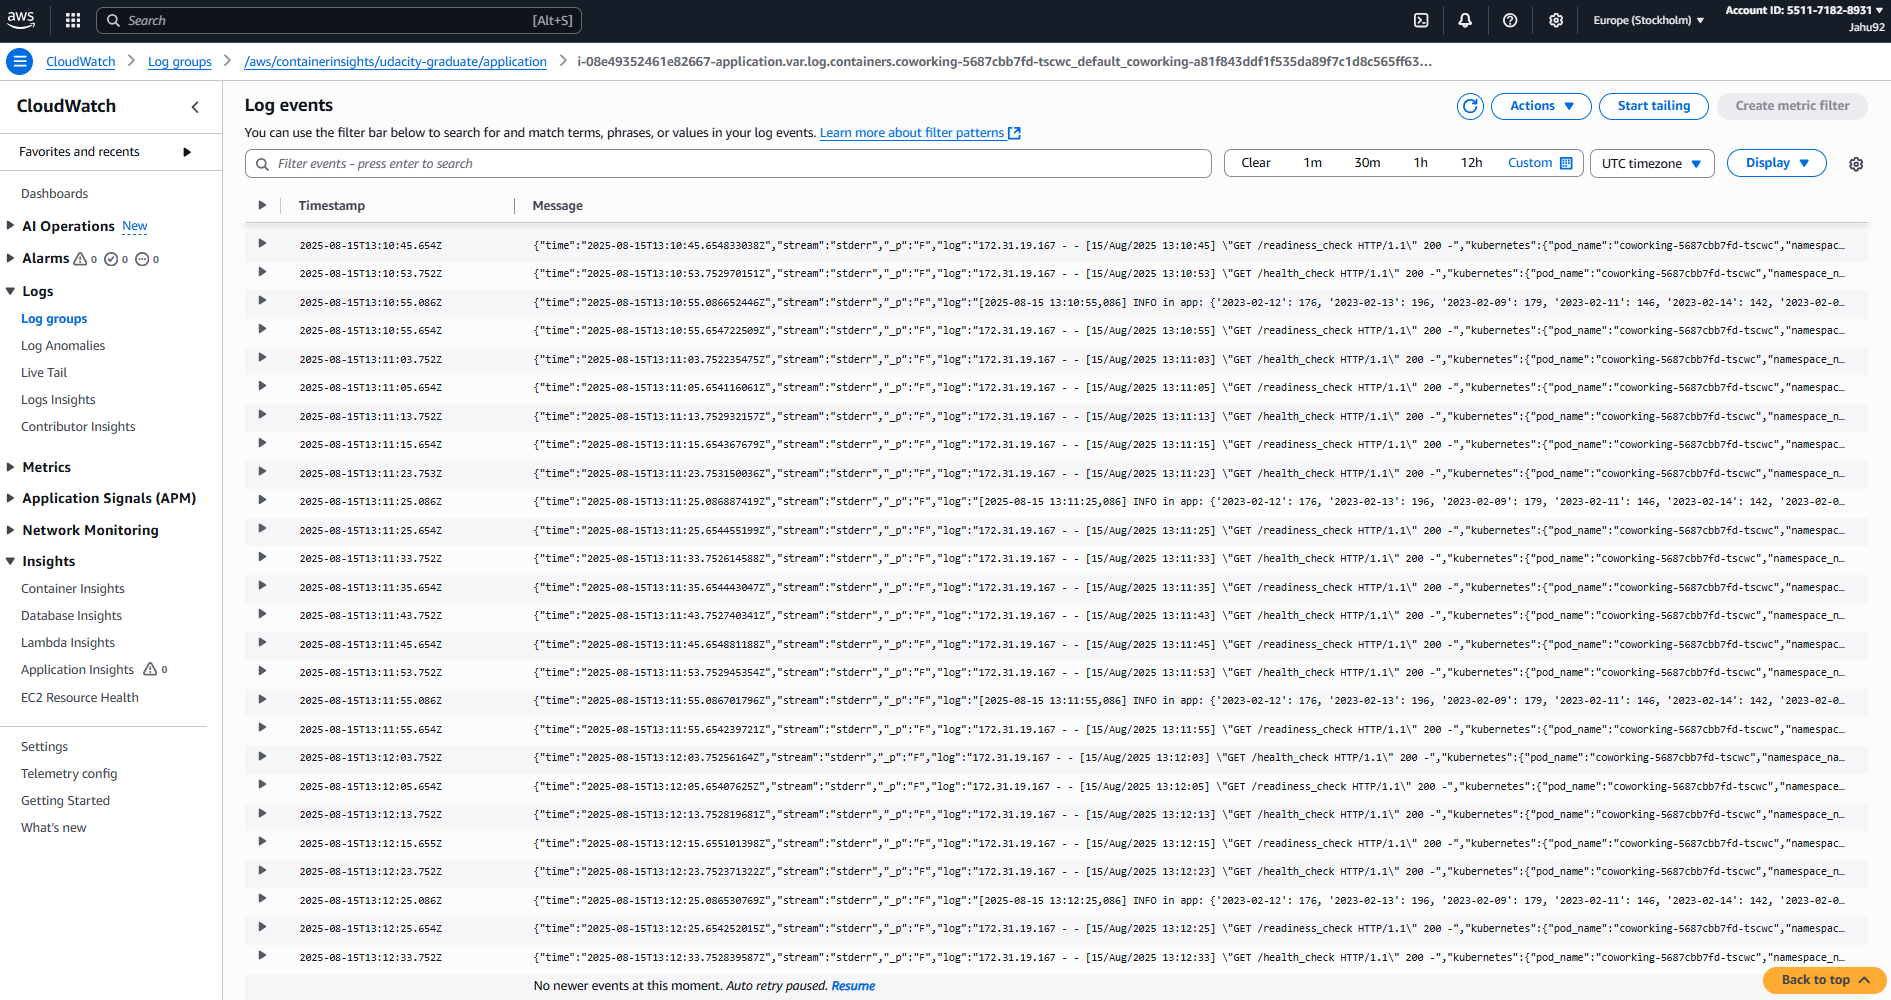 aws Search [Alt+S] Europe (Stockholm) Account ID: 5511-7182-8931
Jahu92
CloudWatch Log groups /aws/containerinsights/udacity-graduate/application i-08e49352461e82667-application.var.log.containers.coworking-5687cbb7fd-tscwc_default_coworking-a81f843ddf1f535da89f7c1d8c565ff63...
CloudWatch
Favorites and recents
Dashboards
AI Operations New
Alarms 0 0 0
Logs
Log groups
Log Anomalies
Live Tail
Logs Insights
Contributor Insights
Metrics
Application Signals (APM)
Network Monitoring
Insights
Container Insights
Database Insights
Lambda Insights
Application Insights 0
EC2 Resource Health
Settings
Telemetry config
Getting Started
What's new
Log events
Actions Start tailing Create metric filter
You can use the filter bar below to search for and match terms, phrases, or values in your log events. Learn more about filter patterns
Filter events - press enter to search Clear 1m 30m 1h 12h Custom UTC timezone Display
Timestamp Message
2025-08-15T13:10:45.654Z {"time":"2025-08-15T13:10:45.654833038Z","stream":"stderr","_p":"F","log":"172.31.19.167 - - [15/Aug/2025 13:10:45] \"GET /readiness_check HTTP/1.1\" 200 -","kubernetes":{"pod_name":"coworking-5687cbb7fd-tscwc","namespac...
2025-08-15T13:10:53.752Z {"time":"2025-08-15T13:10:53.752970151Z","stream":"stderr","_p":"F","log":"172.31.19.167 - - [15/Aug/2025 13:10:53] \"GET /health_check HTTP/1.1\" 200 -","kubernetes":{"pod_name":"coworking-5687cbb7fd-tscwc","namespace_n...
2025-08-15T13:10:55.086Z {"time":"2025-08-15T13:10:55.086652446Z","stream":"stderr","_p":"F","log":"[2025-08-15 13:10:55,086] INFO in app: {'2023-02-12': 176, '2023-02-13': 196, '2023-02-09': 179, '2023-02-11': 146, '2023-02-14': 142, '2023-02-0...
2025-08-15T13:10:55.654Z {"time":"2025-08-15T13:10:55.654722509Z","stream":"stderr","_p":"F","log":"172.31.19.167 - - [15/Aug/2025 13:10:55] \"GET /readiness_check HTTP/1.1\" 200 -","kubernetes":{"pod_name":"coworking-5687cbb7fd-tscwc","namespac...
2025-08-15T13:11:03.752Z {"time":"2025-08-15T13:11:03.752235475Z","stream":"stderr","_p":"F","log":"172.31.19.167 - - [15/Aug/2025 13:11:03] \"GET /health_check HTTP/1.1\" 200 -","kubernetes":{"pod_name":"coworking-5687cbb7fd-tscwc","namespace_n...
2025-08-15T13:11:05.654Z {"time":"2025-08-15T13:11:05.654116061Z","stream":"stderr","_p":"F","log":"172.31.19.167 - - [15/Aug/2025 13:11:05] \"GET /readiness_check HTTP/1.1\" 200 -","kubernetes":{"pod_name":"coworking-5687cbb7fd-tscwc","namespac...
2025-08-15T13:11:13.752Z {"time":"2025-08-15T13:11:13.752932157Z","stream":"stderr","_p":"F","log":"172.31.19.167 - - [15/Aug/2025 13:11:13] \"GET /health_check HTTP/1.1\" 200 -","kubernetes":{"pod_name":"coworking-5687cbb7fd-tscwc","namespace_n...
2025-08-15T13:11:15.654Z {"time":"2025-08-15T13:11:15.654367679Z","stream":"stderr","_p":"F","log":"172.31.19.167 - - [15/Aug/2025 13:11:15] \"GET /readiness_check HTTP/1.1\" 200 -","kubernetes":{"pod_name":"coworking-5687cbb7fd-tscwc","namespac...
2025-08-15T13:11:23.753Z {"time":"2025-08-15T13:11:23.753150036Z","stream":"stderr","_p":"F","log":"172.31.19.167 - - [15/Aug/2025 13:11:23] \"GET /health_check HTTP/1.1\" 200 -","kubernetes":{"pod_name":"coworking-5687cbb7fd-tscwc","namespace_n...
2025-08-15T13:11:25.086Z {"time":"2025-08-15T13:11:25.086887419Z","stream":"stderr","_p":"F","log":"[2025-08-15 13:11:25,086] INFO in app: {'2023-02-12': 176, '2023-02-13': 196, '2023-02-09': 179, '2023-02-11': 146, '2023-02-14': 142, '2023-02-0...
2025-08-15T13:11:25.654Z {"time":"2025-08-15T13:11:25.654455199Z","stream":"stderr","_p":"F","log":"172.31.19.167 - - [15/Aug/2025 13:11:25] \"GET /readiness_check HTTP/1.1\" 200 -","kubernetes":{"pod_name":"coworking-5687cbb7fd-tscwc","namespac...
2025-08-15T13:11:33.752Z {"time":"2025-08-15T13:11:33.752614588Z","stream":"stderr","_p":"F","log":"172.31.19.167 - - [15/Aug/2025 13:11:33] \"GET /health_check HTTP/1.1\" 200 -","kubernetes":{"pod_name":"coworking-5687cbb7fd-tscwc","namespace_n...
2025-08-15T13:11:35.654Z {"time":"2025-08-15T13:11:35.654443047Z","stream":"stderr","_p":"F","log":"172.31.19.167 - - [15/Aug/2025 13:11:35] \"GET /readiness_check HTTP/1.1\" 200 -","kubernetes":{"pod_name":"coworking-5687cbb7fd-tscwc","namespac...
2025-08-15T13:11:43.752Z {"time":"2025-08-15T13:11:43.752740341Z","stream":"stderr","_p":"F","log":"172.31.19.167 - - [15/Aug/2025 13:11:43] \"GET /health_check HTTP/1.1\" 200 -","kubernetes":{"pod_name":"coworking-5687cbb7fd-tscwc","namespace_n...
2025-08-15T13:11:45.654Z {"time":"2025-08-15T13:11:45.654881188Z","stream":"stderr","_p":"F","log":"172.31.19.167 - - [15/Aug/2025 13:11:45] \"GET /readiness_check HTTP/1.1\" 200 -","kubernetes":{"pod_name":"coworking-5687cbb7fd-tscwc","namespac...
2025-08-15T13:11:53.752Z {"time":"2025-08-15T13:11:53.752945354Z","stream":"stderr","_p":"F","log":"172.31.19.167 - - [15/Aug/2025 13:11:53] \"GET /health_check HTTP/1.1\" 200 -","kubernetes":{"pod_name":"coworking-5687cbb7fd-tscwc","namespace_n...
2025-08-15T13:11:55.086Z {"time":"2025-08-15T13:11:55.086701796Z","stream":"stderr","_p":"F","log":"[2025-08-15 13:11:55,086] INFO in app: {'2023-02-12': 176, '2023-02-13': 196, '2023-02-09': 179, '2023-02-11': 146, '2023-02-14': 142, '2023-02-0...
2025-08-15T13:11:55.654Z {"time":"2025-08-15T13:11:55.654239721Z","stream":"stderr","_p":"F","log":"172.31.19.167 - - [15/Aug/2025 13:11:55] \"GET /readiness_check HTTP/1.1\" 200 -","kubernetes":{"pod_name":"coworking-5687cbb7fd-tscwc","namespac...
2025-08-15T13:12:03.752Z {"time":"2025-08-15T13:12:03.75256164Z","stream":"stderr","_p":"F","log":"172.31.19.167 - - [15/Aug/2025 13:12:03] \"GET /health_check HTTP/1.1\" 200 -","kubernetes":{"pod_name":"coworking-5687cbb7fd-tscwc","namespace_na...
2025-08-15T13:12:05.654Z {"time":"2025-08-15T13:12:05.65407625Z","stream":"stderr","_p":"F","log":"172.31.19.167 - - [15/Aug/2025 13:12:05] \"GET /readiness_check HTTP/1.1\" 200 -","kubernetes":{"pod_name":"coworking-5687cbb7fd-tscwc","namespace...
2025-08-15T13:12:13.752Z {"time":"2025-08-15T13:12:13.752819681Z","stream":"stderr","_p":"F","log":"172.31.19.167 - - [15/Aug/2025 13:12:13] \"GET /health_check HTTP/1.1\" 200 -","kubernetes":{"pod_name":"coworking-5687cbb7fd-tscwc","namespace_n...
2025-08-15T13:12:15.655Z {"time":"2025-08-15T13:12:15.655101398Z","stream":"stderr","_p":"F","log":"172.31.19.167 - - [15/Aug/2025 13:12:15] \"GET /readiness_check HTTP/1.1\" 200 -","kubernetes":{"pod_name":"coworking-5687cbb7fd-tscwc","namespac...
2025-08-15T13:12:23.752Z {"time":"2025-08-15T13:12:23.752371322Z","stream":"stderr","_p":"F","log":"172.31.19.167 - - [15/Aug/2025 13:12:23] \"GET /health_check HTTP/1.1\" 200 -","kubernetes":{"pod_name":"coworking-5687cbb7fd-tscwc","namespace_n...
2025-08-15T13:12:25.086Z {"time":"2025-08-15T13:12:25.086530769Z","stream":"stderr","_p":"F","log":"[2025-08-15 13:12:25,086] INFO in app: {'2023-02-12': 176, '2023-02-13': 196, '2023-02-09': 179, '2023-02-11': 146, '2023-02-14': 142, '2023-02-0...
2025-08-15T13:12:25.654Z {"time":"2025-08-15T13:12:25.654252015Z","stream":"stderr","_p":"F","log":"172.31.19.167 - - [15/Aug/2025 13:12:25] \"GET /readiness_check HTTP/1.1\" 200 -","kubernetes":{"pod_name":"coworking-5687cbb7fd-tscwc","namespac...
2025-08-15T13:12:33.752Z {"time":"2025-08-15T13:12:33.752839587Z","stream":"stderr","_p":"F","log":"172.31.19.167 - - [15/Aug/2025 13:12:33] \"GET /health_check HTTP/1.1\" 200 -","kubernetes":{"pod_name":"coworking-5687cbb7fd-tscwc","namespace_n...
No newer events at this moment. Auto retry paused. Resume
Back to top